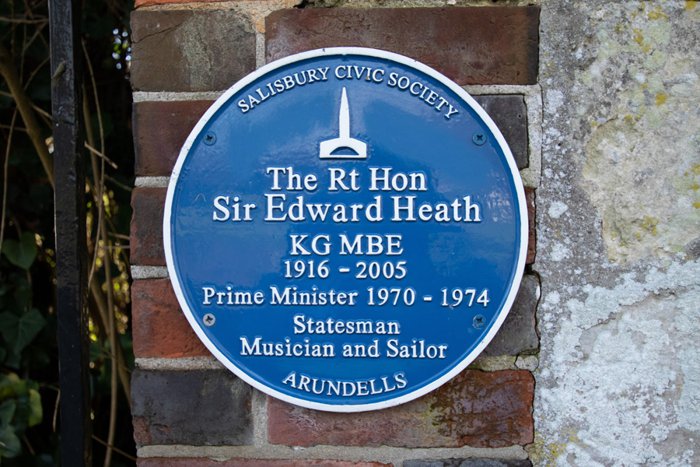 SALISBURY CIVIC SOCIETY
The Rt Hon
Sir Edward Heath
KG MBE
1916 - 2005
Prime Minister 1970 - 1974
Statesman
Musician and Sailor
ARUNDELLS